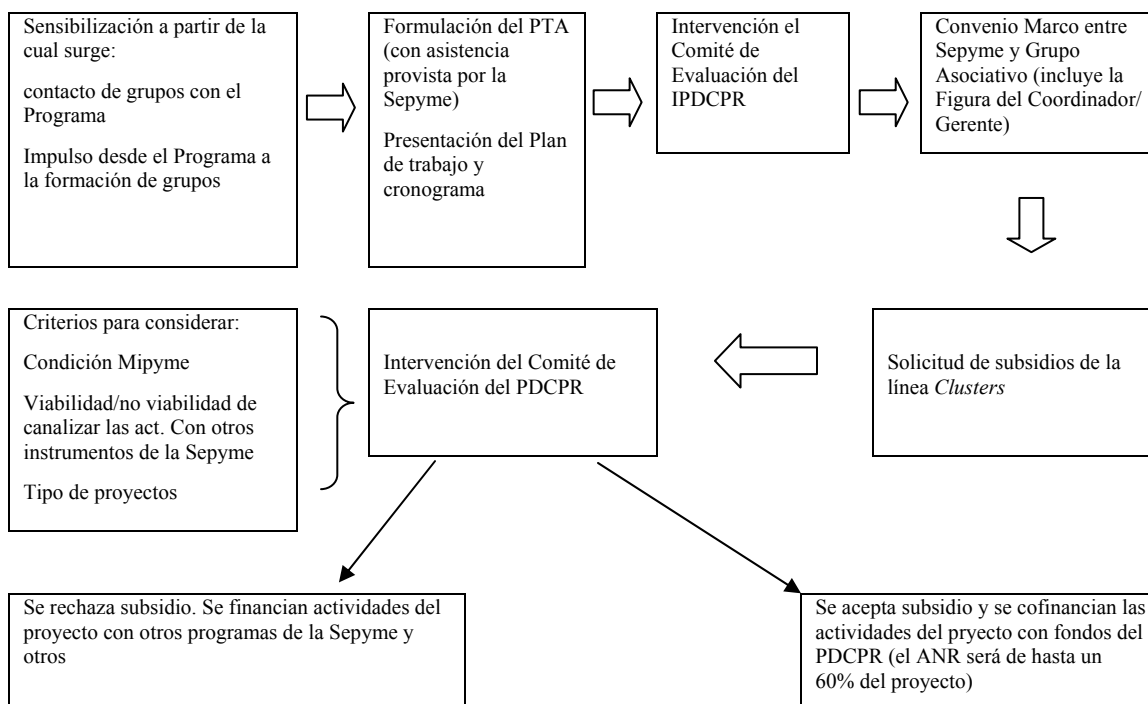 Sensibilización a partir de la
cual surge:
contacto de grupos con el
Programa
Impulso desde el Programa a
la formación de grupos
Formulación del PTA
(con asistencia
provista por la
Sepyme)
Presentación del Plan
de trabajo y
cronograma
Intervención el
Comité de
Evaluación del
IPDCPR
Convenio Marco entre
Sepyme y Grupo
Asociativo (incluye la
Figura del Coordinador/
Gerente)
Solicitud de subsidios de la
línea Clusters
Intervención del Comité de
Evaluación del PDCPR
Criterios para considerar:
Condición Mipyme
Viabilidad/no viabilidad de
canalizar las act. Con otros
instrumentos de la Sepyme
Tipo de proyectos
Se rechaza subsidio. Se financian actividades del
proyecto con otros programas de la Sepyme y
otros
Se acepta subsidio y se cofinancian las
actividades del pryecto con fondos del
PDCPR (el ANR será de hasta un
60% del proyecto)